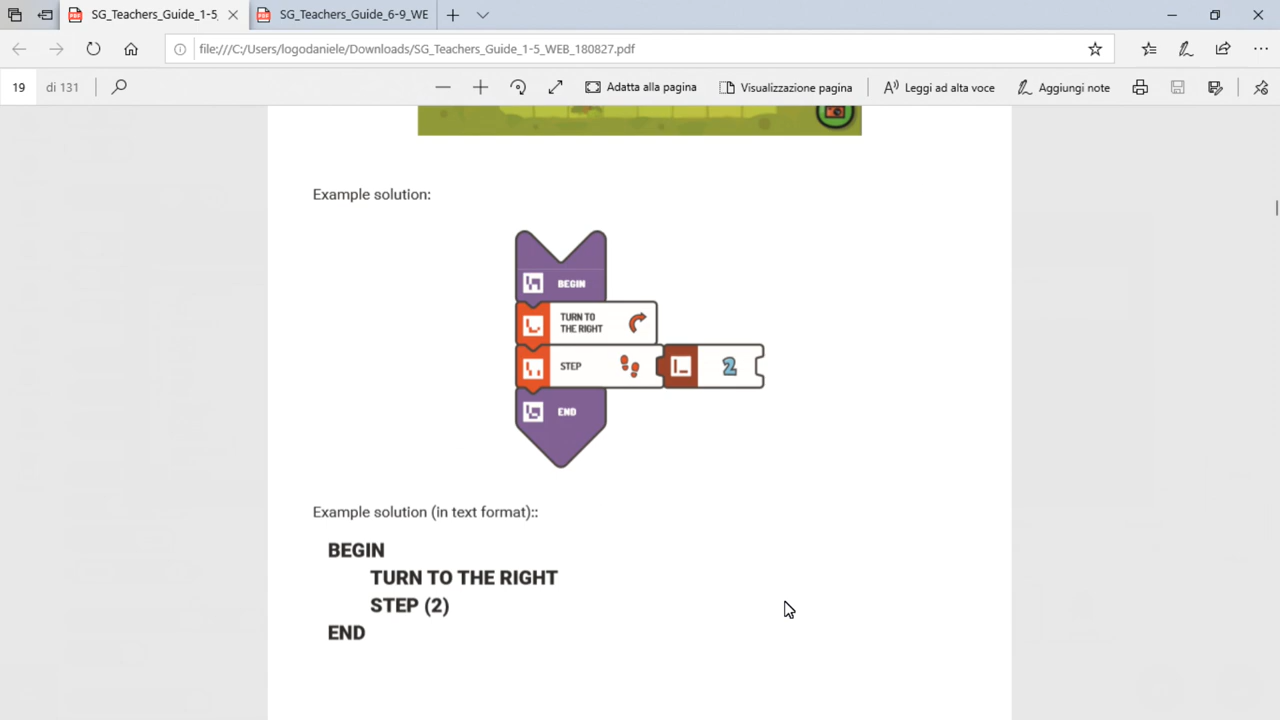 SG_Teachers_Guide_1-5_
SG_Teachers_Guide_6-9_WE
file:///C:/Users/logodaniele/Downloads/SG_Teachers_Guide_1-5_WEB_180827.pdf
19 di 131 Adatta alla pagina Visualizzazione pagina Leggi ad alta voce Aggiungi note
Example solution:
BEGIN
TURN TO
THE RIGHT
STEP 2
END
Example solution (in text format)::
BEGIN
TURN TO THE RIGHT
STEP (2)
END